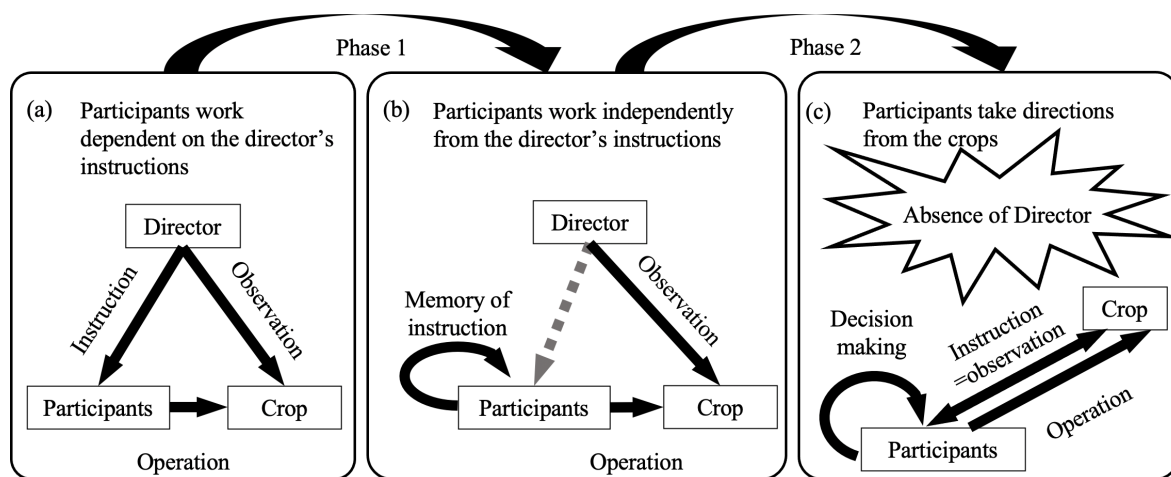 Phase 1
Phase 2
(a) Participants work
dependent on the director's
instructions
Director
Instruction
Observation
Participants
Crop
Operation
(b) Participants work independently
from the director's instructions
Director
Observation
Memory of
instruction
Participants
Crop
Operation
(c) Participants take directions
from the crops
Absence of Director
Crop
Decision
making
Instruction
=observation
Operation
Participants